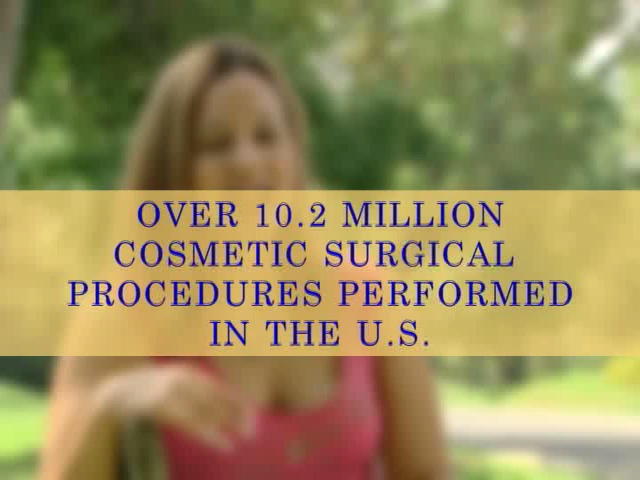 OVER 10.2 MILLION
COSMETIC SURGICAL
PROCEDURES PERFORMED
IN THE U.S.